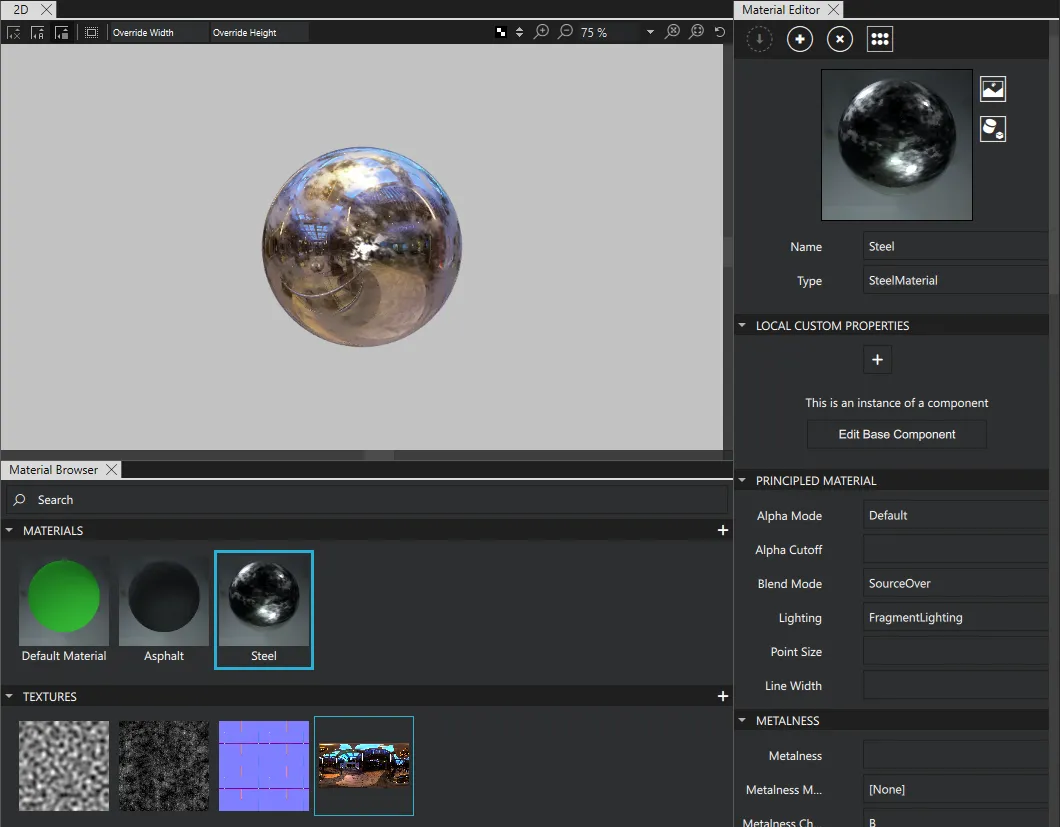 2D
Override Width
Override Height
75 %
Material Browser
Search
MATERIALS
Default Material
Asphalt
Steel
TEXTURES
Material Editor
Name
Steel
Type
SteelMaterial
LOCAL CUSTOM PROPERTIES
This is an instance of a component
Edit Base Component
PRINCIPLED MATERIAL
Alpha Mode
Default
Alpha Cutoff
Blend Mode
SourceOver
Lighting
FragmentLighting
Point Size
Line Width
METALNESS
Metalness
Metalness M...
[None]
Metalness Ch
B